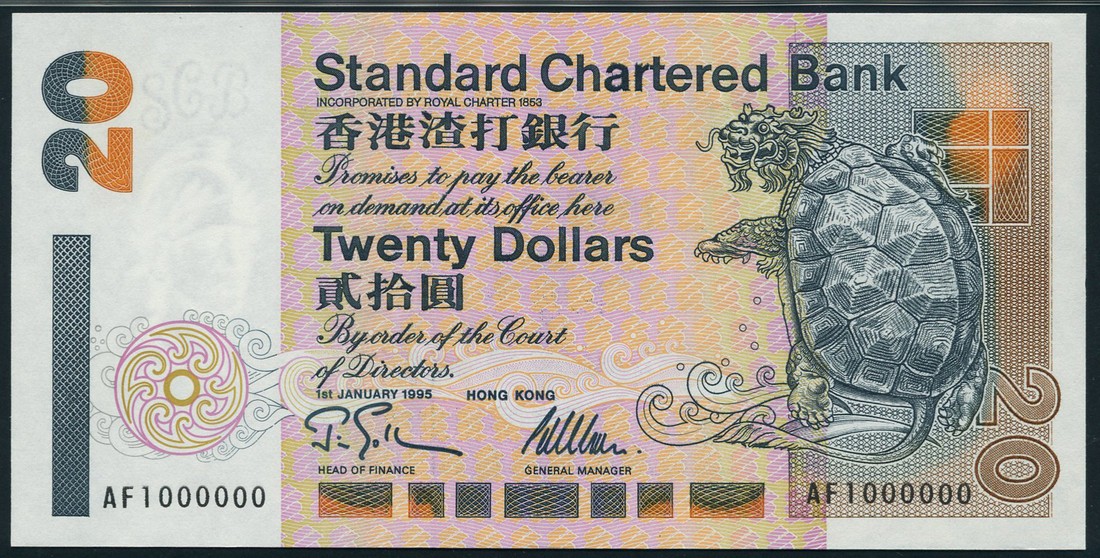 20
Standard Chartered Bank
INCORPORATED BY ROYAL CHARTER 1853
香港渣打銀行
Promises to pay the bearer
on demand at its office here
Twenty Dollars
貳拾圓
By order of the Court
of Directors.
1st JANUARY 1995 HONG KONG
HEAD OF FINANCE GENERAL MANAGER
AF1000000 AF1000000
20